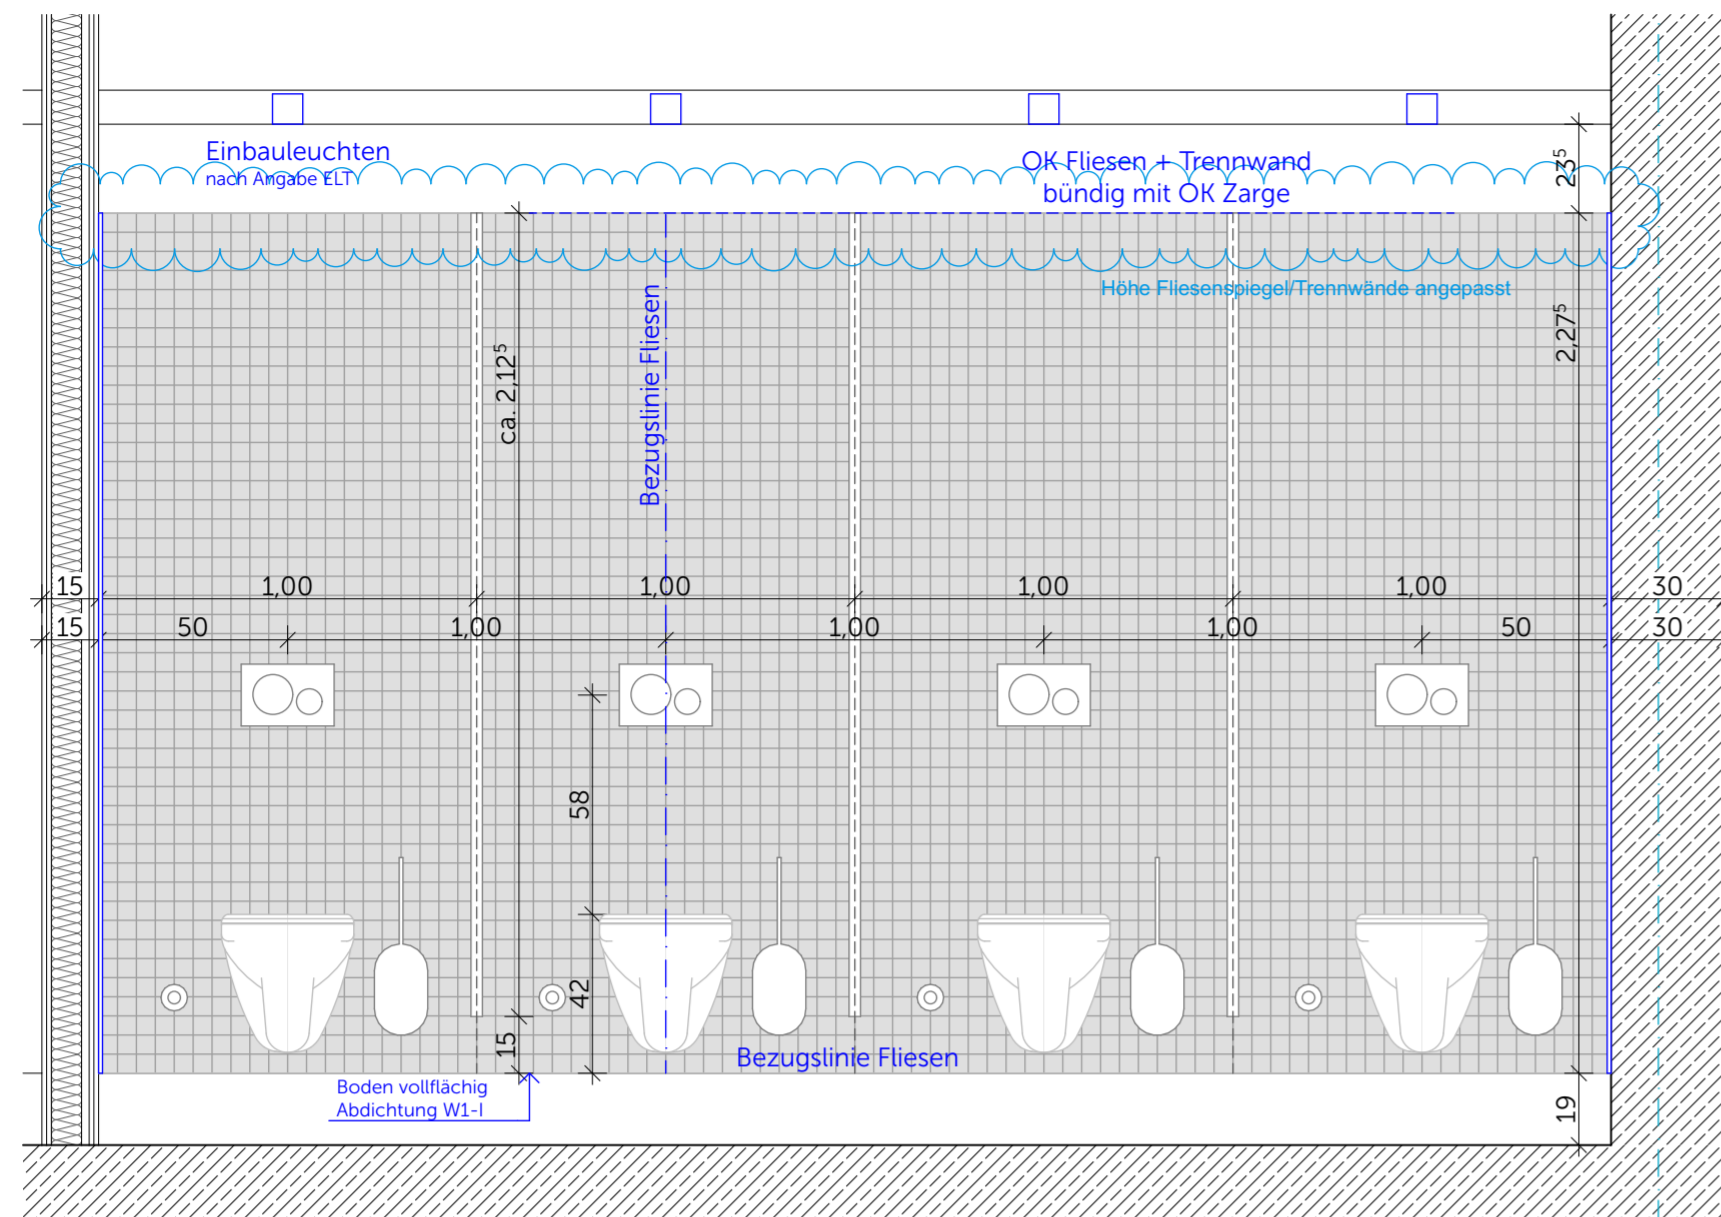 Einbauleuchten
nach Angabe ELT
OK Fliesen + Trennwand
bündig mit OK Zarge
23⁵
Höhe Fliesenspiegel/Trennwände angepasst
2,27⁵
ca. 2,12⁵
Bezugslinie Fliesen
15 1,00 1,00 1,00 1,00 30
15 50 1,00 1,00 1,00 50 30
58
42
15
Bezugslinie Fliesen
Boden vollflächig
Abdichtung W1-I
19